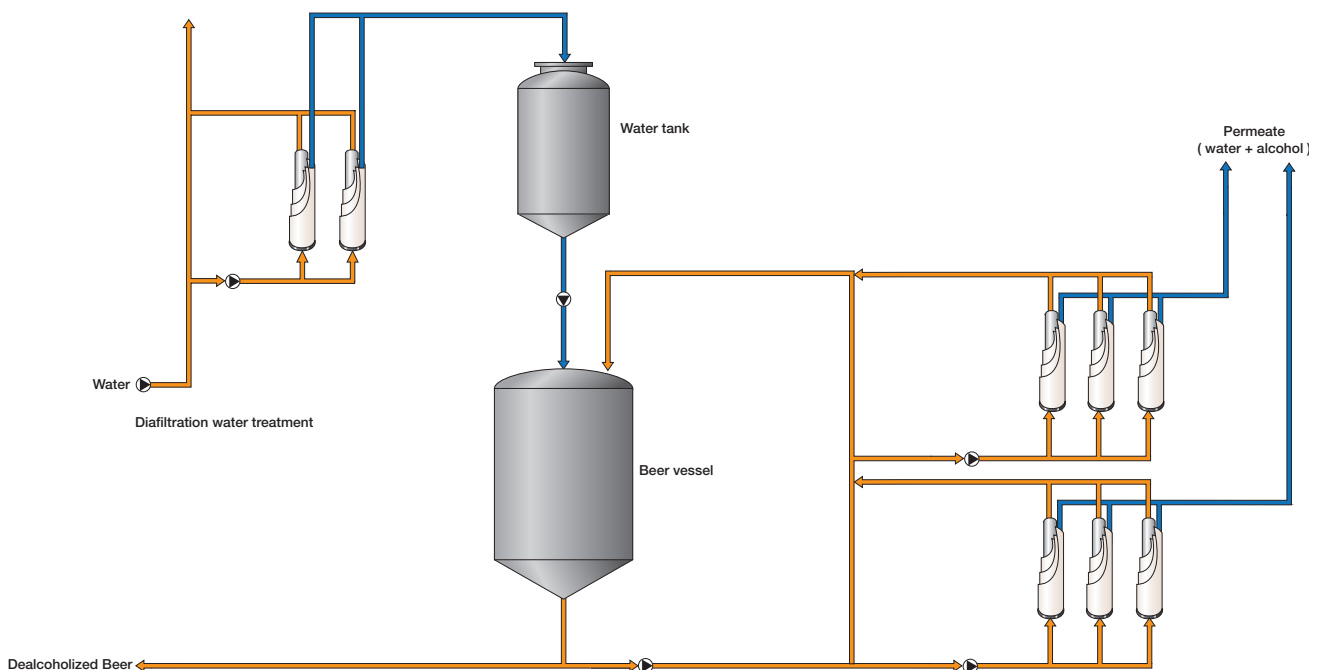 Water tank
Permeate
( water + alcohol )
Water
Diafiltration water treatment
Beer vessel
Dealcoholized Beer